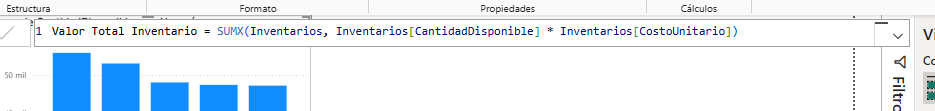 Estructura Formato Propiedades Cálculos
1 Valor Total Inventario = SUMX(Inventarios, Inventarios[CantidadDisponible] * Inventarios[CostoUnitario])
50 mil
Filtro